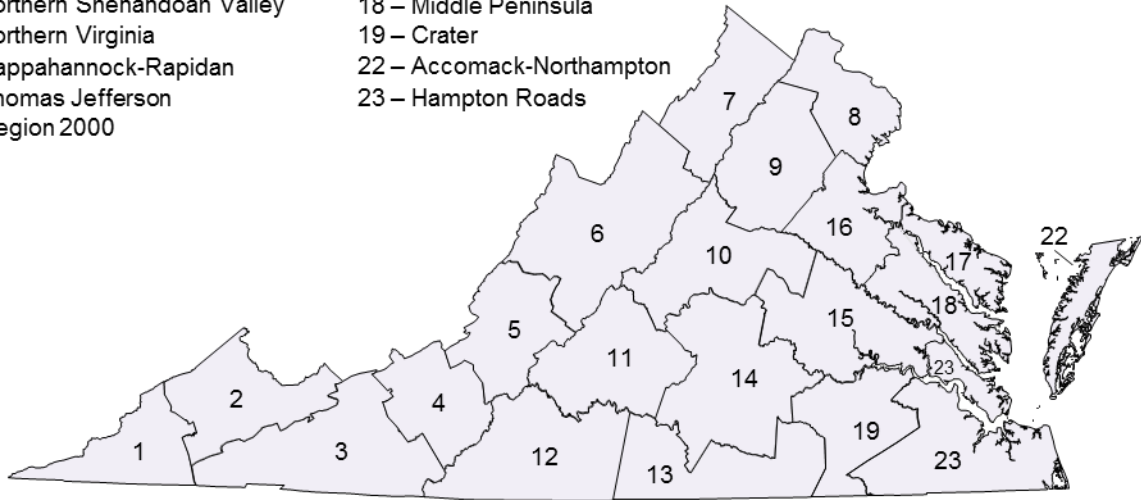 orthern Shenandoah Valley
orthern Virginia
appahannock-Rapidan
homas Jefferson
egion 2000
18 – Middle Peninsula
19 – Crater
22 – Accomack-Northampton
23 – Hampton Roads
7
8
9
6
16
22
10
17
5
18
15
11
23
14
2
4
19
1
3
12
13
23